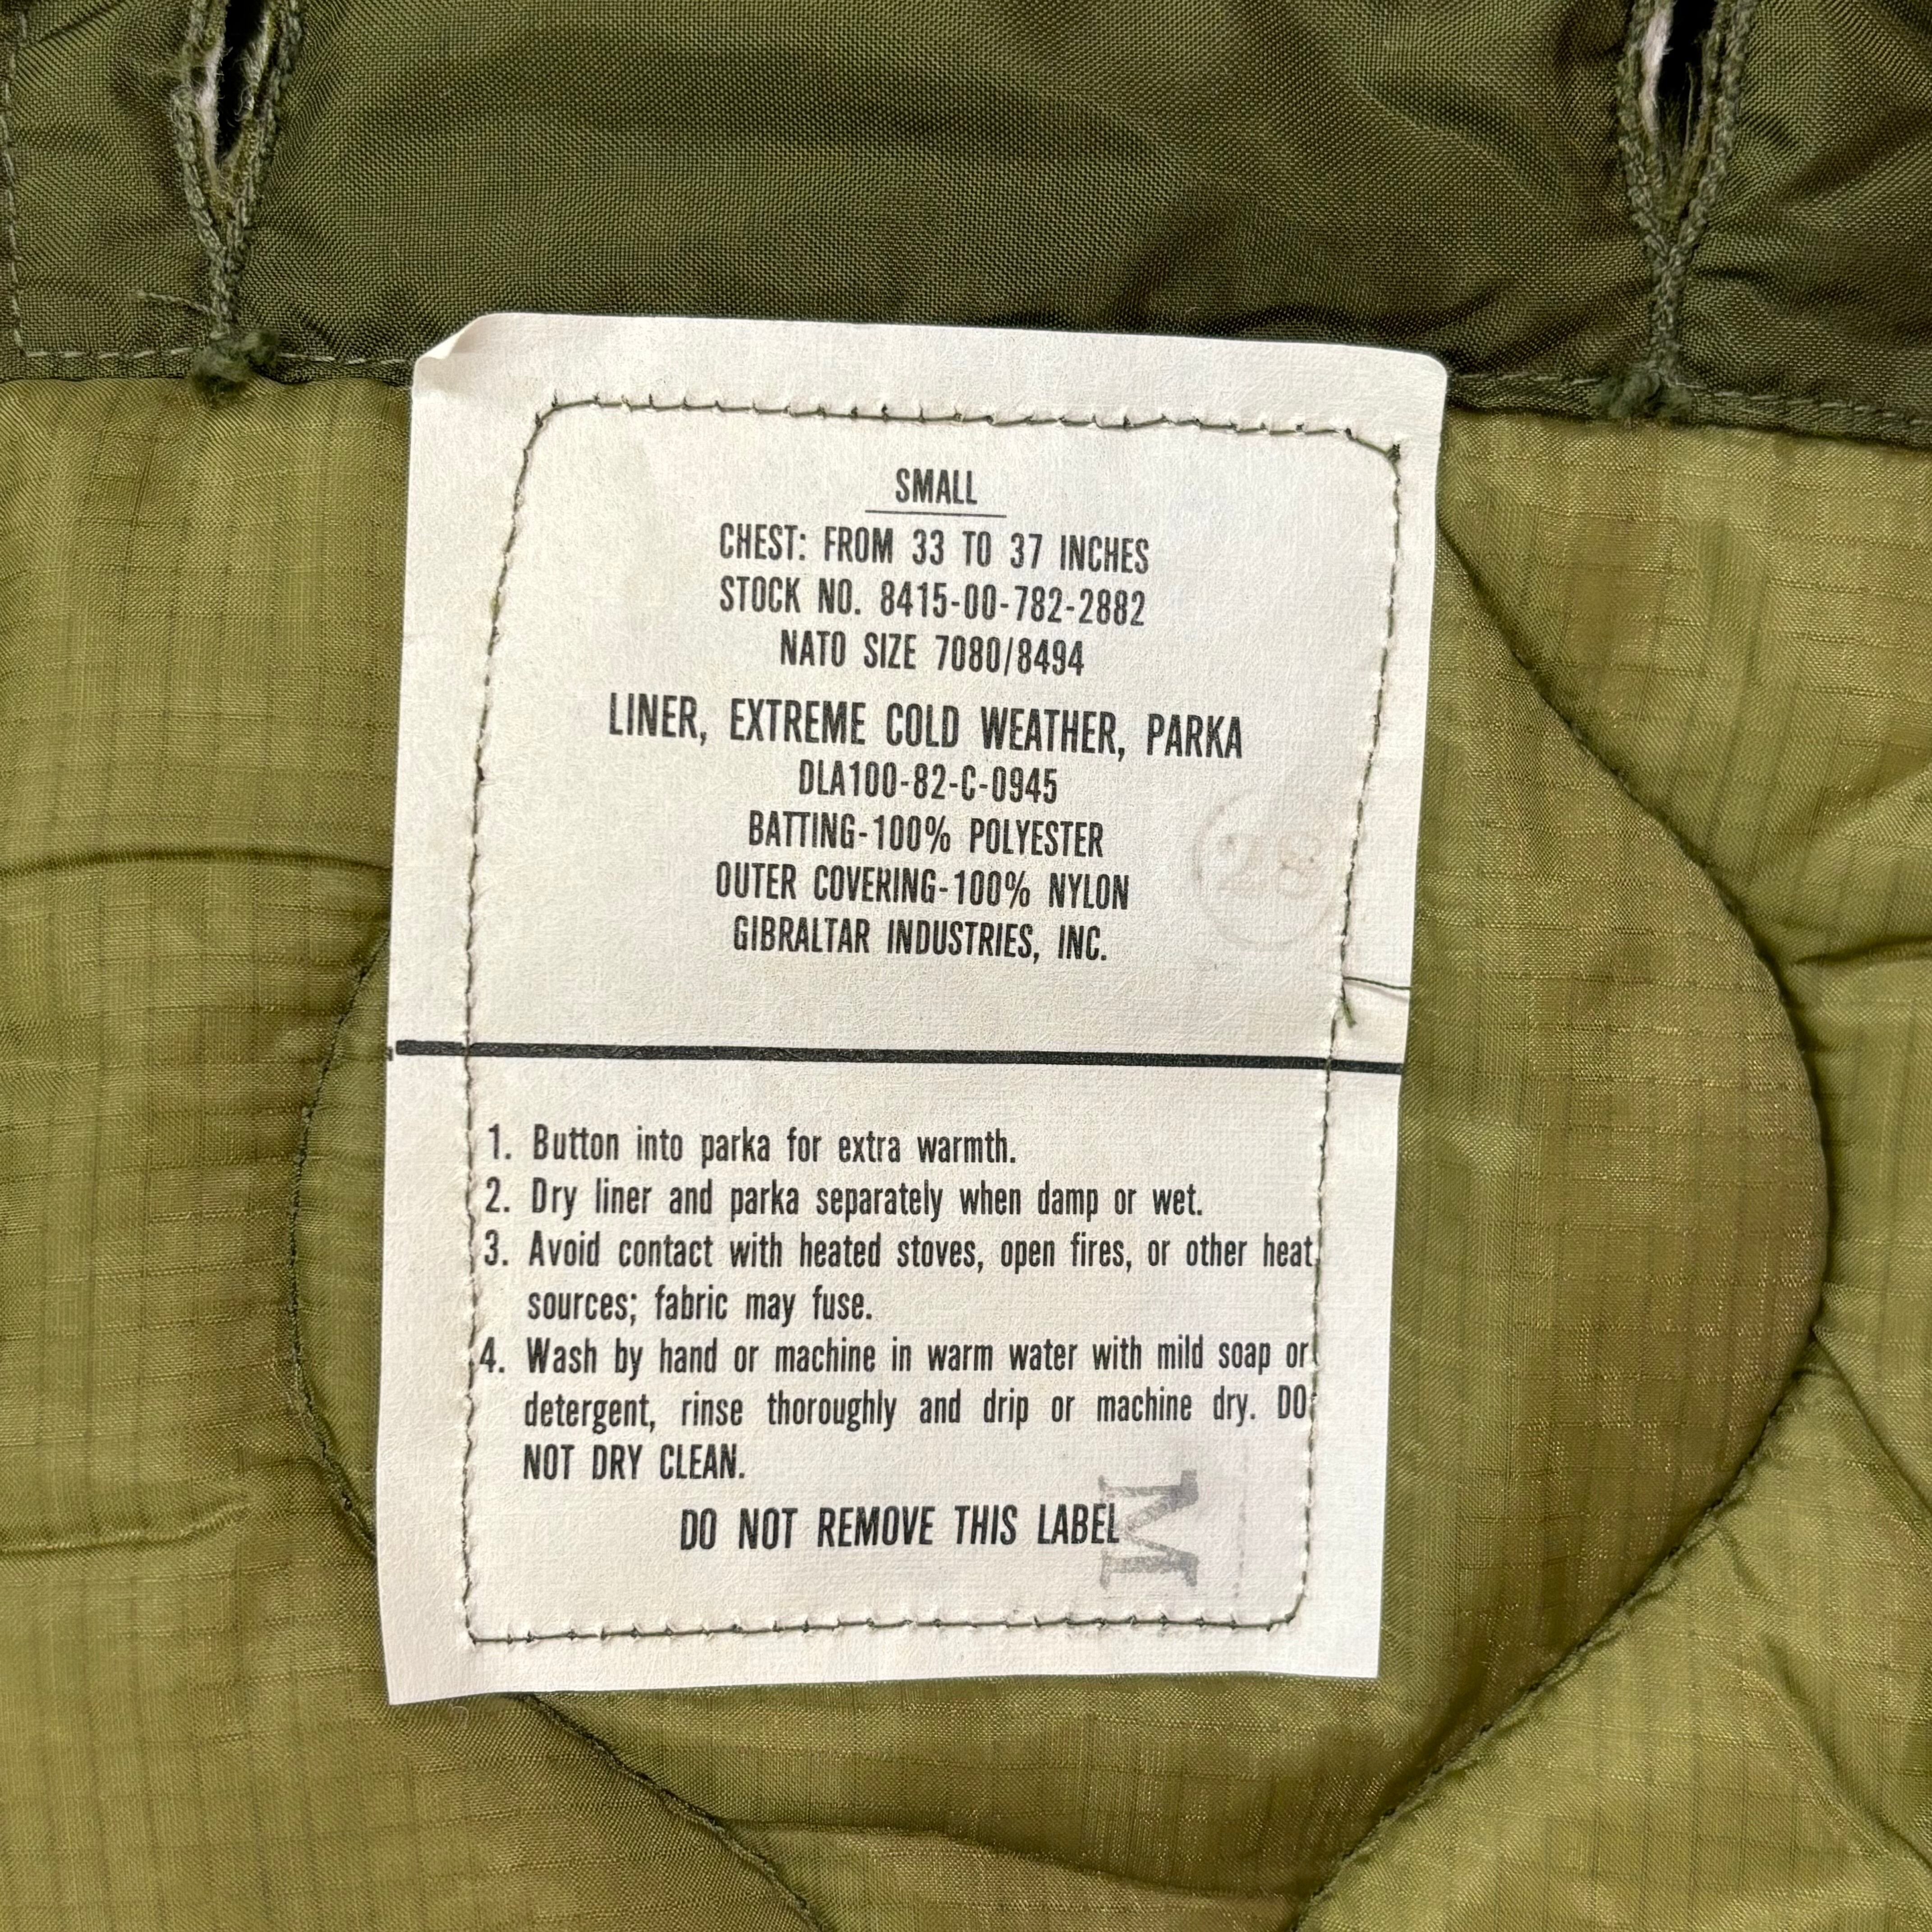 SMALL
CHEST: FROM 33 TO 37 INCHES
STOCK NO. 8415-00-782-2882
NATO SIZE 7080/8494
LINER, EXTREME COLD WEATHER, PARKA
DLA100-82-C-0945
BATTING-100% POLYESTER
OUTER COVERING-100% NYLON
GIBRALTAR INDUSTRIES, INC.
1. Button into parka for extra warmth.
2. Dry liner and parka separately when damp or wet.
3. Avoid contact with heated stoves, open fires, or other heat
sources; fabric may fuse.
4. Wash by hand or machine in warm water with mild soap or
detergent, rinse thoroughly and drip or machine dry. DO
NOT DRY CLEAN.
DO NOT REMOVE THIS LABEL
M